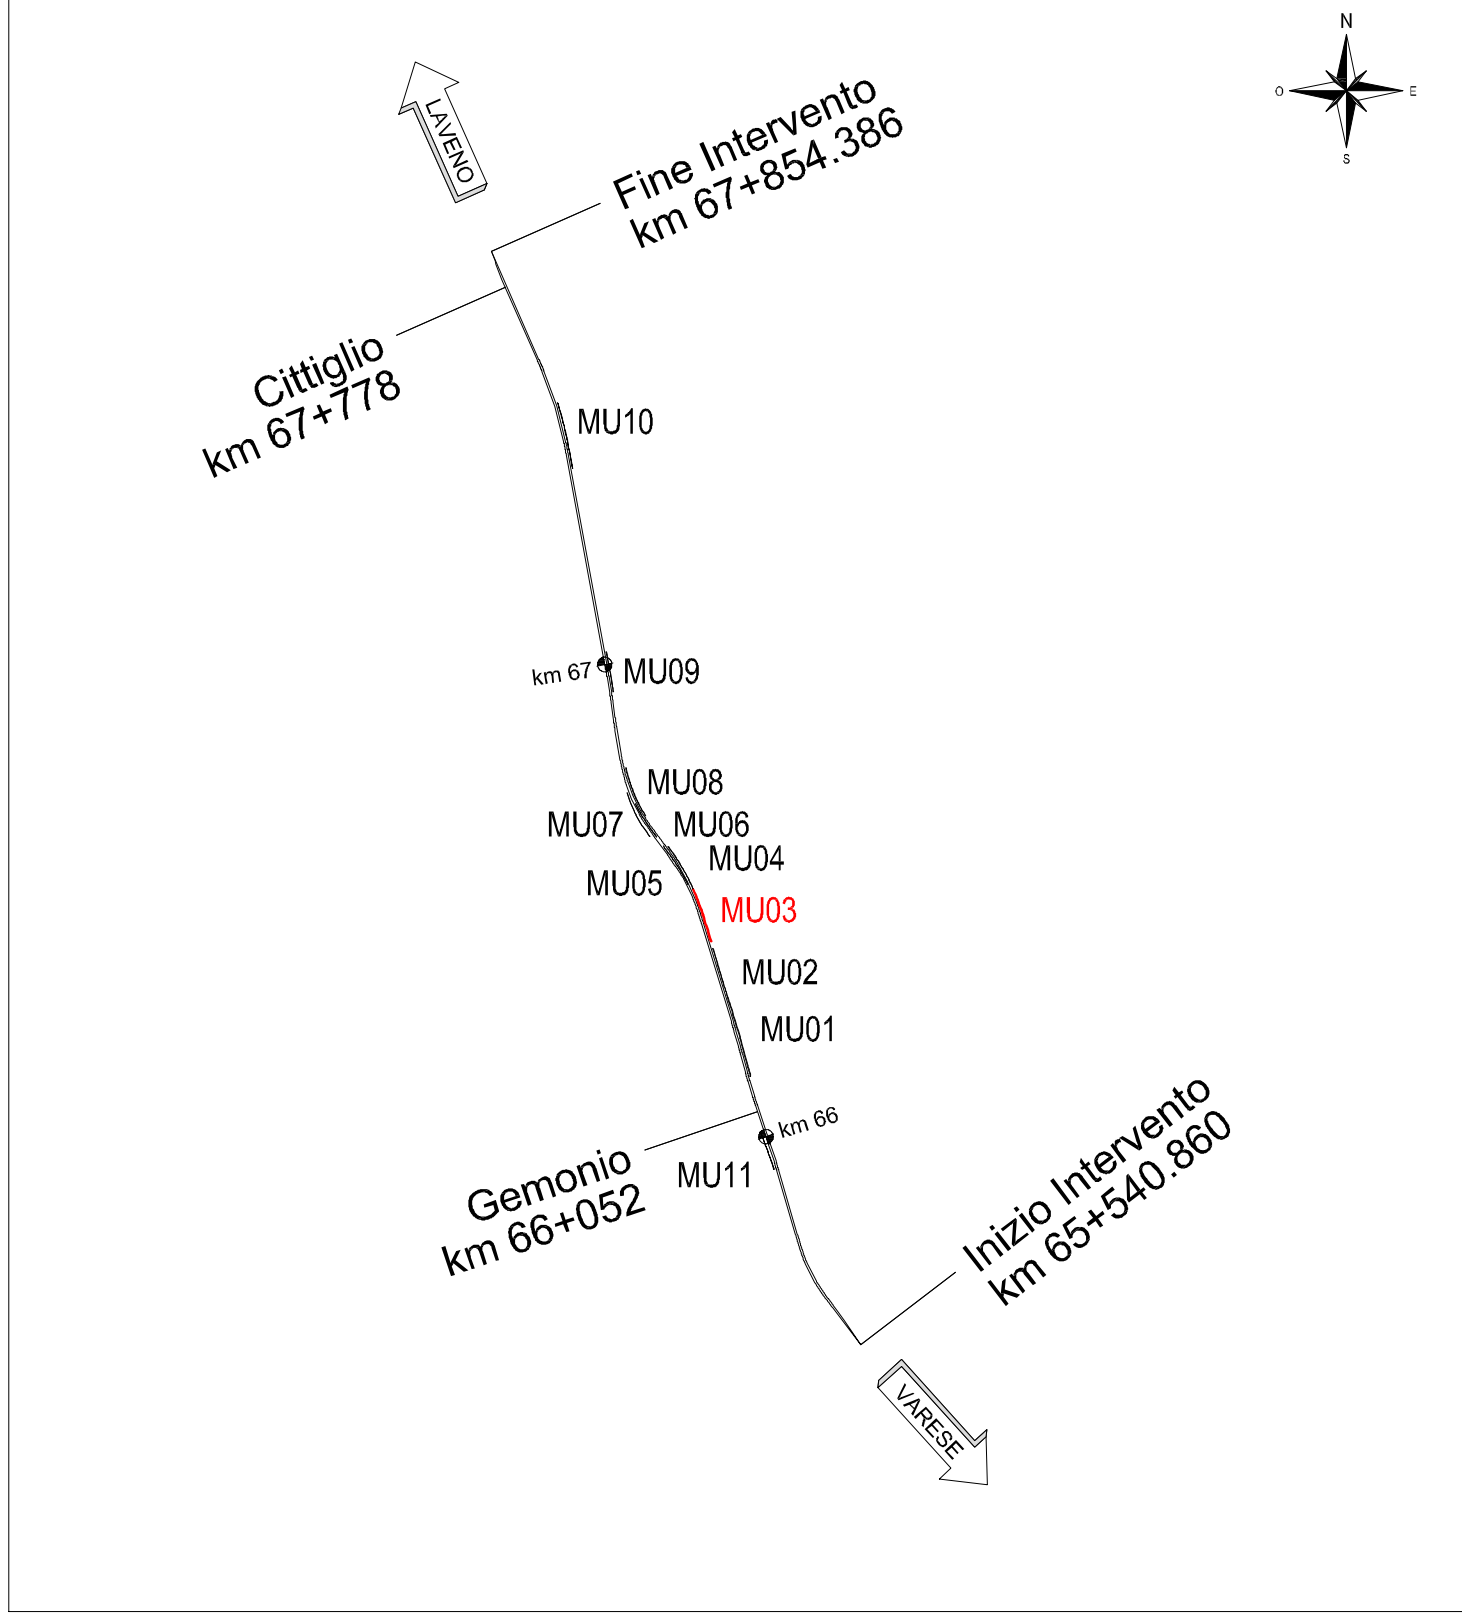 N
O
E
S
LAVENO
Fine Intervento
km 67+854.386
Cittiglio
km 67+778
MU10
km 67
MU09
MU08
MU07
MU06
MU04
MU05
MU03
MU02
MU01
km 66
Gemonio
km 66+052
MU11
Inizio Intervento
km 65+540.860
VARESE